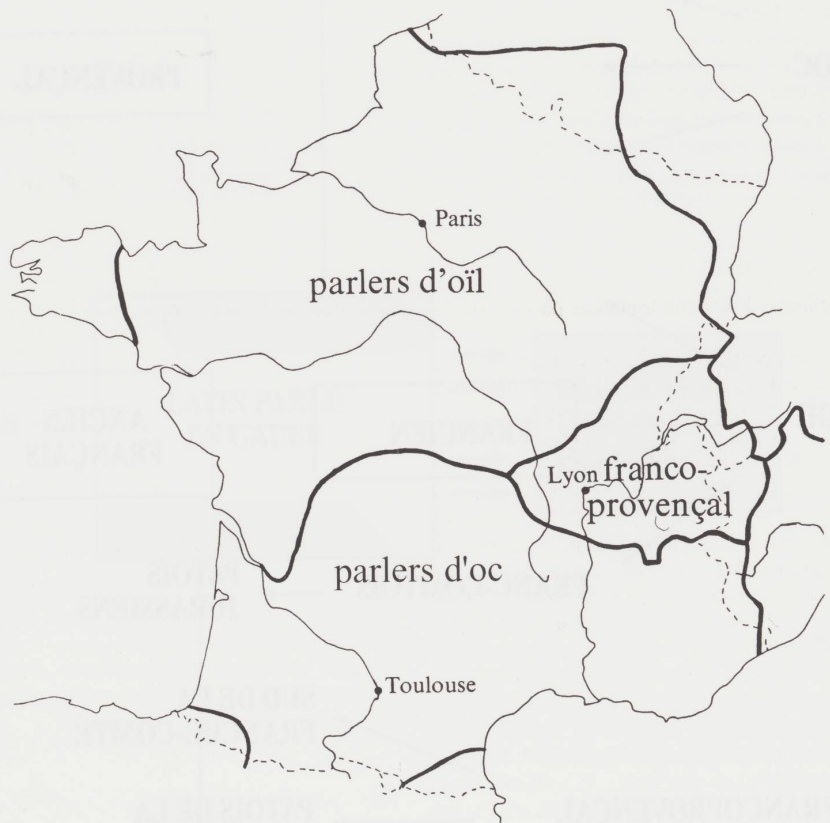 Paris
parlers d'oïl
Lyon franco-
provençal
parlers d'oc
Toulouse